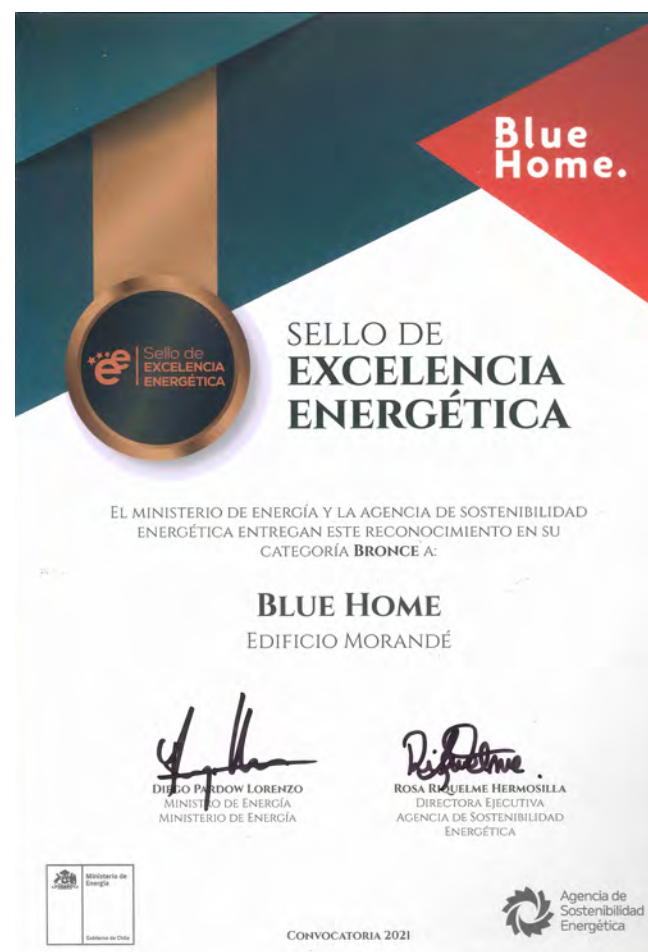 Blue
Home.
Sello de
EXCELENCIA
ENERGÉTICA
SELLO DE
EXCELENCIA
ENERGÉTICA
EL MINISTERIO DE ENERGÍA Y LA AGENCIA DE SOSTENIBILIDAD
ENERGÉTICA ENTREGAN ESTE RECONOCIMIENTO EN SU
CATEGORÍA BRONCE A:
BLUE HOME
EDIFICIO MORANDÉ
Riquelme
DIEGO PARDOW LORENZO
MINISTRO DE ENERGÍA
MINISTERIO DE ENERGÍA
ROSA RIQUELME HERMOSILLA
DIRECTORA EJECUTIVA
AGENCIA DE SOSTENIBILIDAD
ENERGÉTICA
Ministerio de
Energía
Gobierno de Chile
CONVOCATORIA 2021
Agencia de
Sostenibilidad
Energética